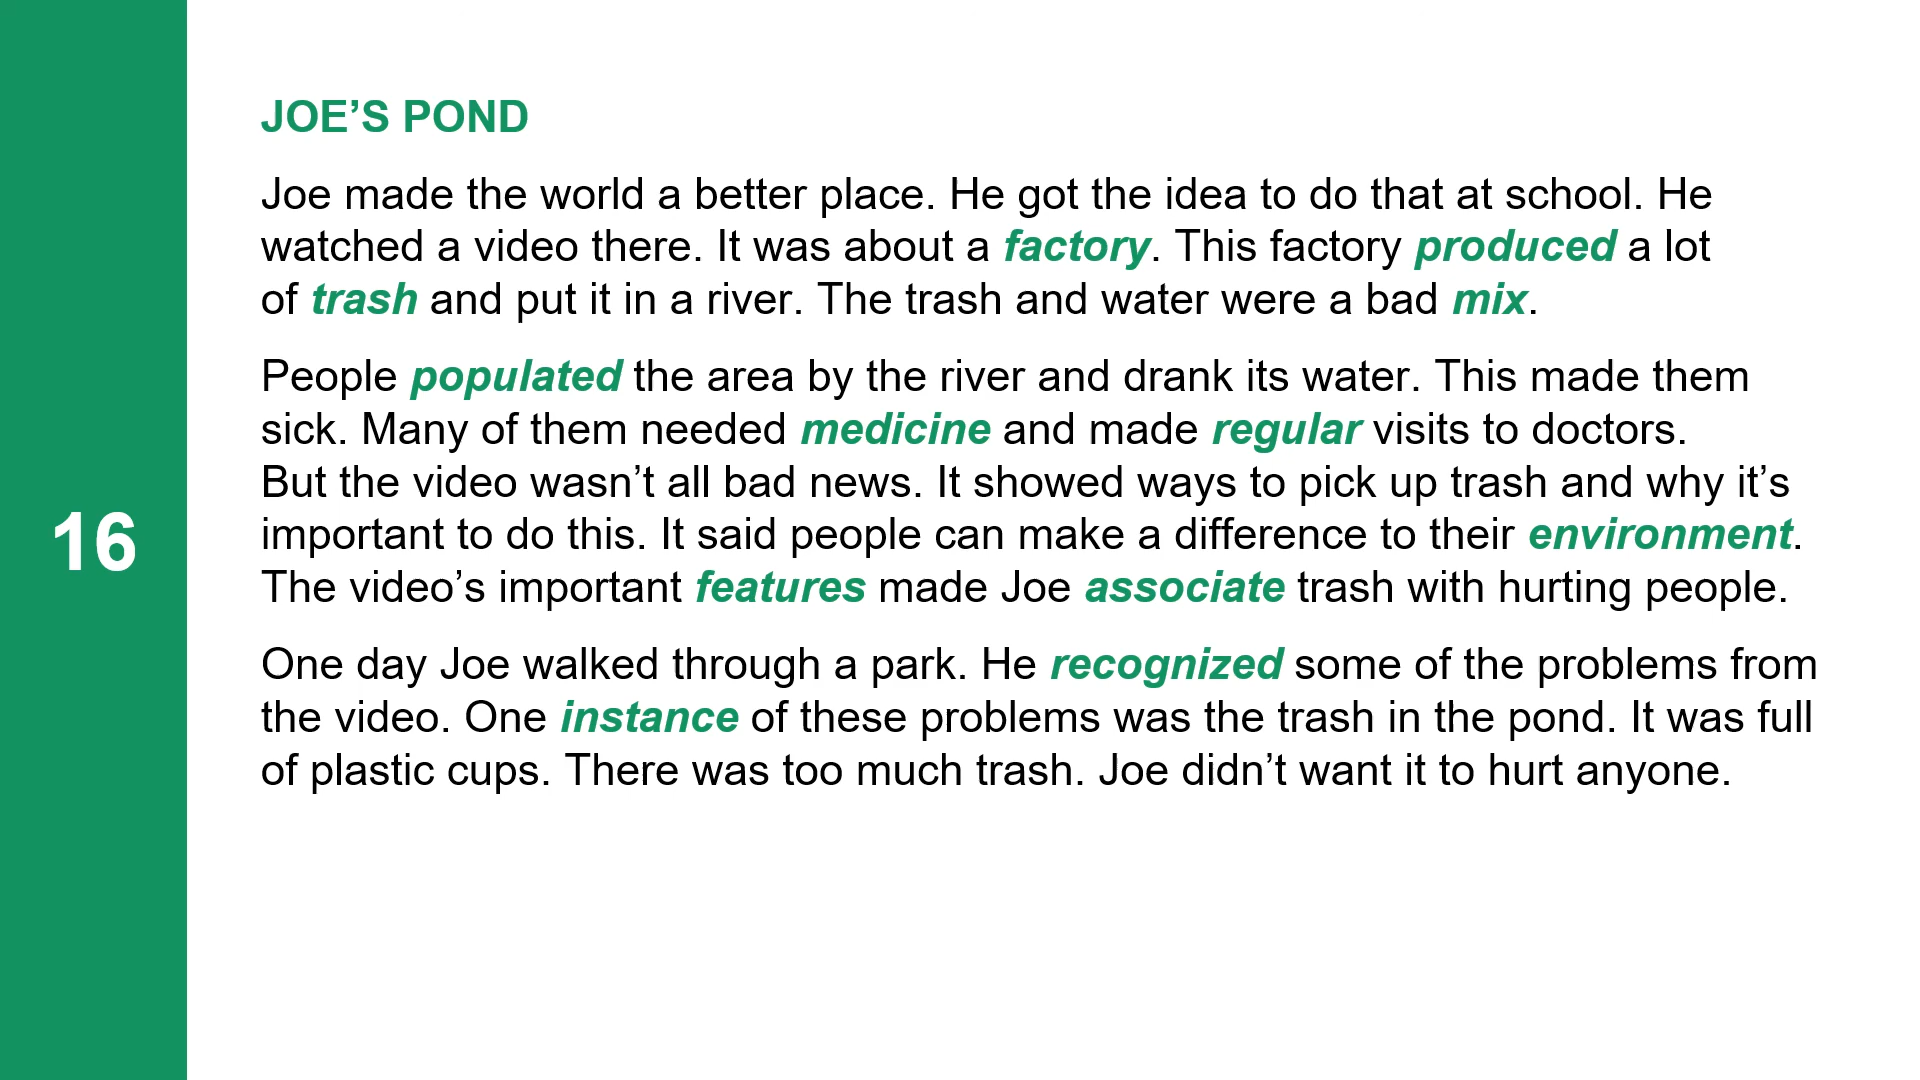 JOE’S POND
Joe made the world a better place. He got the idea to do that at school. He
watched a video there. It was about a factory. This factory produced a lot
of trash and put it in a river. The trash and water were a bad mix.
People populated the area by the river and drank its water. This made them
sick. Many of them needed medicine and made regular visits to doctors.
But the video wasn’t all bad news. It showed ways to pick up trash and why it’s
important to do this. It said people can make a difference to their environment.
The video’s important features made Joe associate trash with hurting people.
16
One day Joe walked through a park. He recognized some of the problems from
the video. One instance of these problems was the trash in the pond. It was full
of plastic cups. There was too much trash. Joe didn’t want it to hurt anyone.